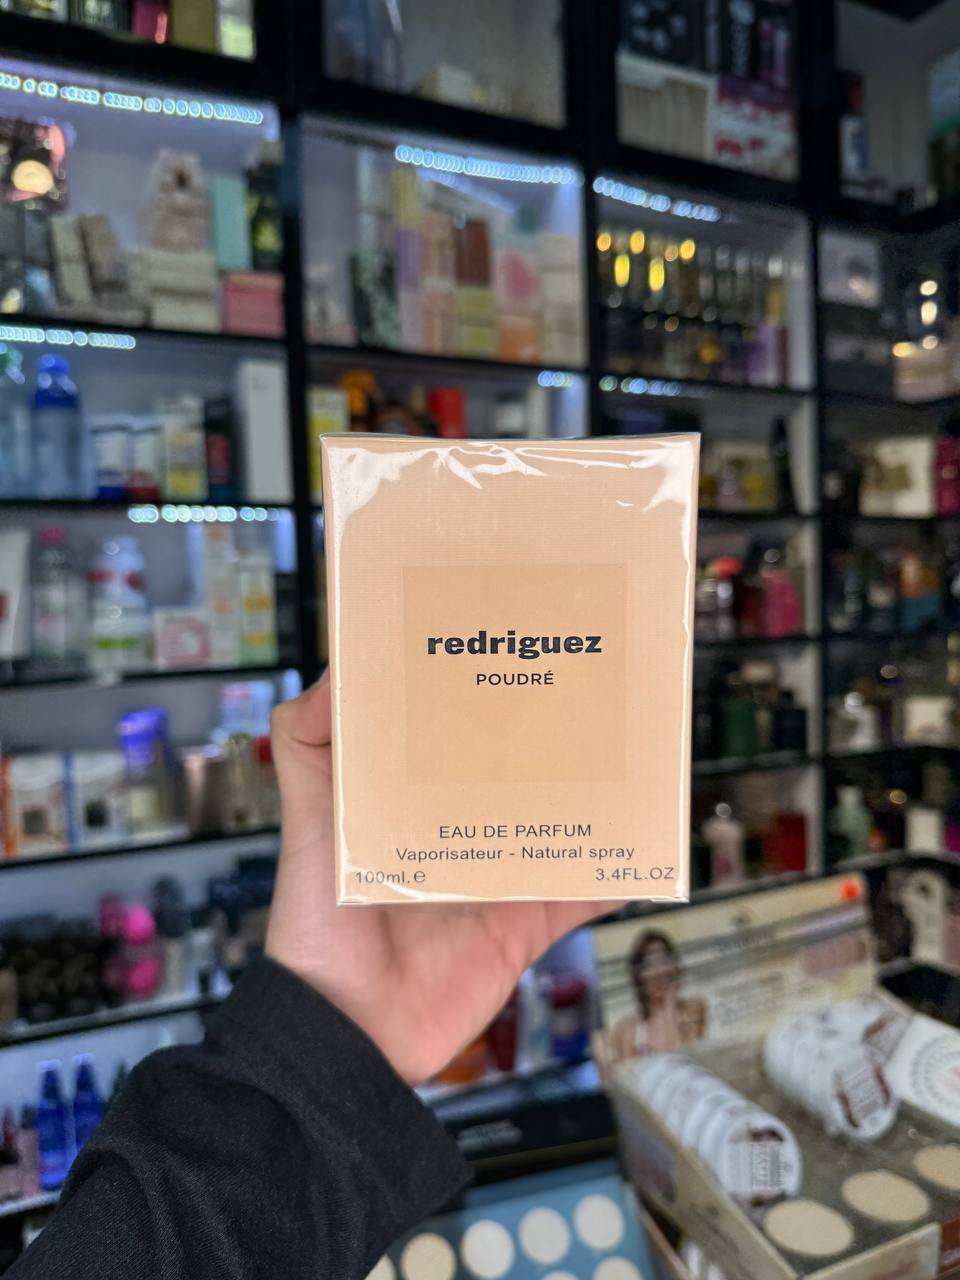 redriguez
POUDRÉ
EAU DE PARFUM
Vaporisateur - Natural spray
100ml.e 3.4FL.OZ